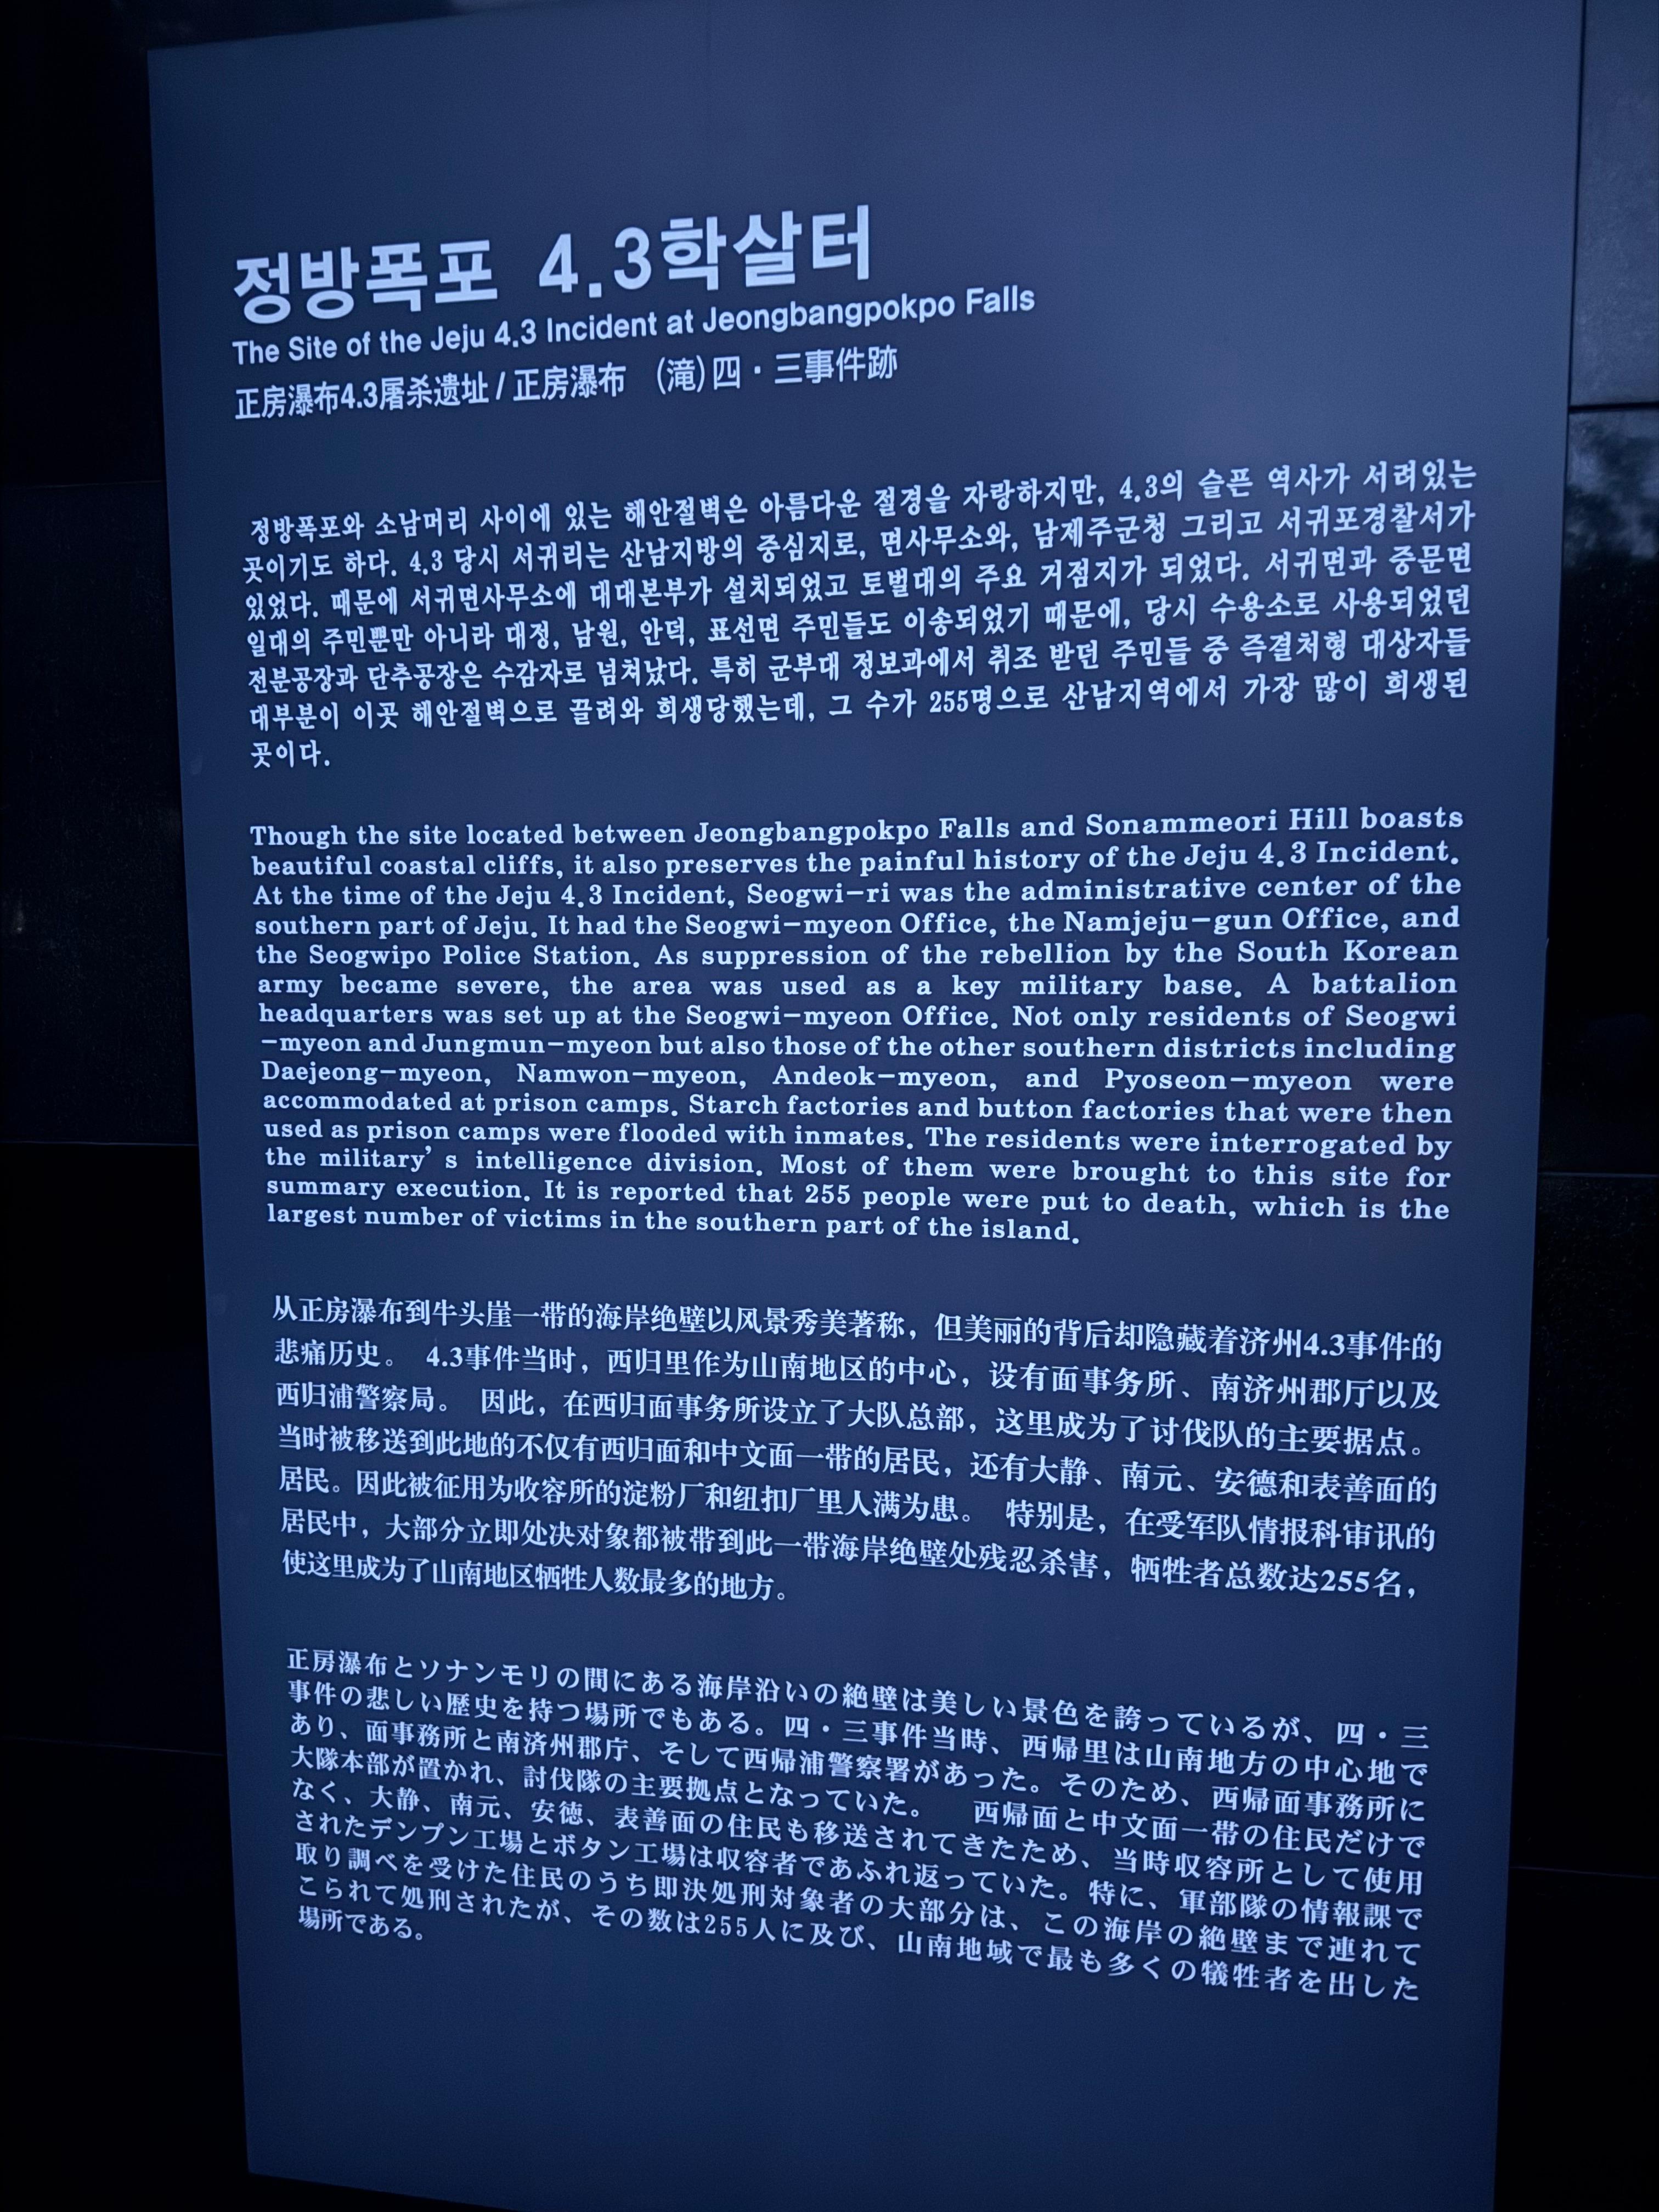 정방폭포 4.3학살터
The Site of the Jeju 4.3 Incident at Jeongbangpokpo Falls
正房瀑布4.3屠杀遗址 / 正房瀑布 (滝)四・三事件跡
정방폭포와 소남머리 사이에 있는 해안절벽은 아름다운 절경을 자랑하지만, 4.3의 슬픈 역사가 서려있는
곳이기도 하다. 4.3 당시 서귀리는 산남지방의 중심지로, 면사무소와, 남제주군청 그리고 서귀포경찰서가
있었다. 때문에 서귀면사무소에 대대본부가 설치되었고 토벌대의 주요 거점지가 되었다. 서귀면과 중문면
일대의 주민뿐만 아니라 대정, 남원, 안덕, 표선면 주민들도 이송되었기 때문에, 당시 수용소로 사용되었던
전분공장과 단추공장은 수감자로 넘쳐났다. 특히 군부대 정보과에서 취조 받던 주민들 중 즉결처형 대상자들
대부분이 이곳 해안절벽으로 끌려와 희생당했는데, 그 수가 255명으로 산남지역에서 가장 많이 희생된
곳이다.
Though the site located between Jeongbangpokpo Falls and Sonammeori Hill boasts
beautiful coastal cliffs, it also preserves the painful history of the Jeju 4.3 Incident.
At the time of the Jeju 4.3 Incident, Seogwi-ri was the administrative center of the
southern part of Jeju. It had the Seogwi-myeon Office, the Namjeju-gun Office, and
the Seogwipo Police Station. As suppression of the rebellion by the South Korean
army became severe, the area was used as a key military base. A battalion
headquarters was set up at the Seogwi-myeon Office. Not only residents of Seogwi
-myeon and Jungmun-myeon but also those of the other southern districts including
Daejeong-myeon, Namwon-myeon, Andeok-myeon, and Pyoseon-myeon were
accommodated at prison camps. Starch factories and button factories that were then
used as prison camps were flooded with inmates. The residents were interrogated by
the military's intelligence division. Most of them were brought to this site for
summary execution. It is reported that 255 people were put to death, which is the
largest number of victims in the southern part of the island.
从正房瀑布到牛头崖一带的海岸绝壁以风景秀美著称，但美丽的背后却隐藏着济州4.3事件的
悲痛历史。 4.3事件当时，西归里作为山南地区的中心，设有面事务所、南济州郡厅以及
西归浦警察局。 因此，在西归面事务所设立了大队总部，这里成为了讨伐队的主要据点。
当时被移送到此地的不仅有西归面和中文面一带的居民，还有大静、南元、安德和表善面的
居民。因此被征用为收容所的淀粉厂和纽扣厂里人满为患。 特别是，在受军队情报科审讯的
居民中，大部分立即处决对象都被带到此一带海岸绝壁处残忍杀害，牺牲者总数达255名，
使这里成为了山南地区牺牲人数最多的地方。
正房瀑布とソナンモリの間にある海岸沿いの絶壁は美しい景色を誇っているが、四・三
事件の悲しい歴史を持つ場所でもある。四・三事件当時、西帰里は山南地方の中心地で
あり、面事務所と南済州郡庁、そして西帰浦警察署があった。そのため、西帰面事務所に
大隊本部が置かれ、討伐隊の主要拠点となっていた。 西帰面と中文面一帯の住民だけで
なく、大静、南元、安徳、表善面の住民も移送されてきたため、当時収容所として使用
されたデンプン工場とボタン工場は収容者であふれ返っていた。特に、軍部隊の情報課で
取り調べを受けた住民のうち即決処刑対象者の大部分は、この海岸の絶壁まで連れて
こられて処刑されたが、その数は255人に及び、山南地域で最も多くの犠牲者を出した
場所である。